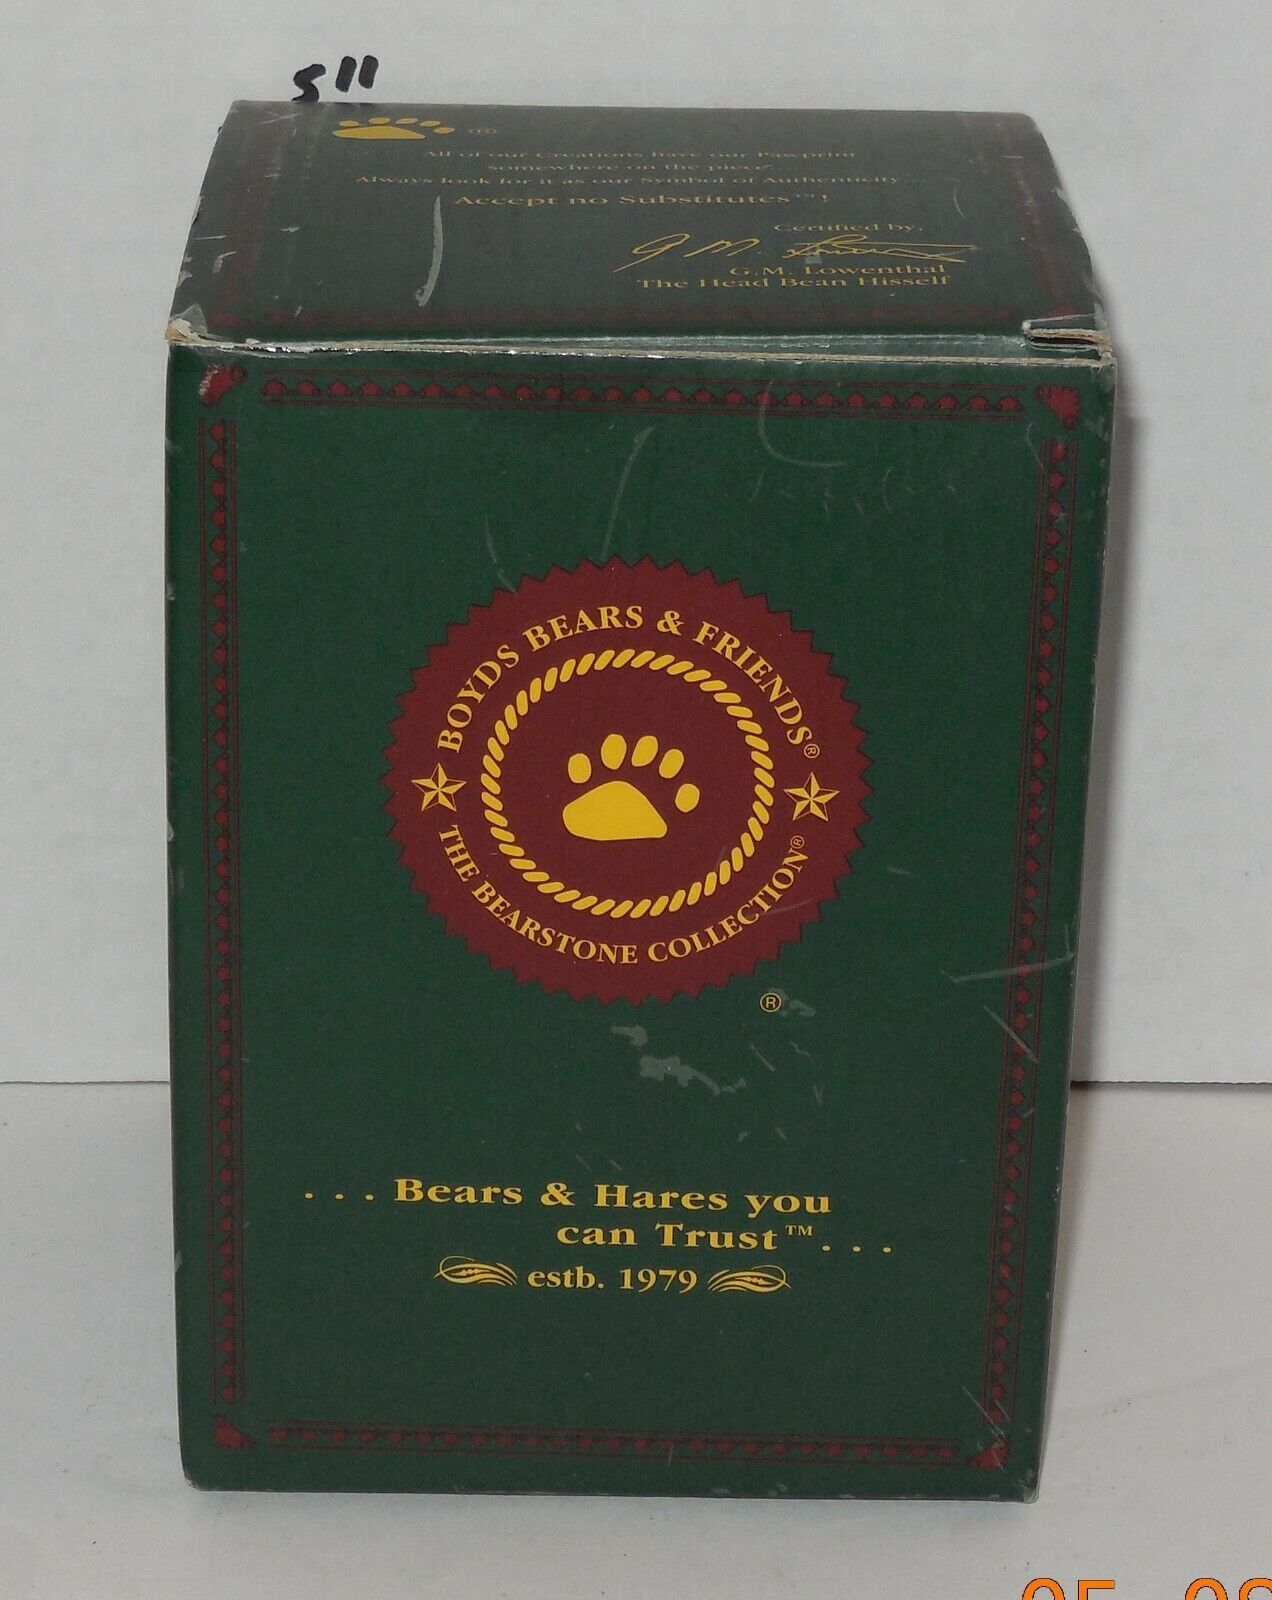 5"
®
All of our Creations have our Pawprint
somewhere on the piece.
Always look for it as our Symbol of Authenticity...
Accept no Substitutes™!
Certified by,
G.M. Lowenthal
The Head Bean Hisself
BOYDS BEARS & FRIENDS®
THE BEARSTONE COLLECTION®
®
. . . Bears & Hares you
can Trust™ . . .
estb. 1979